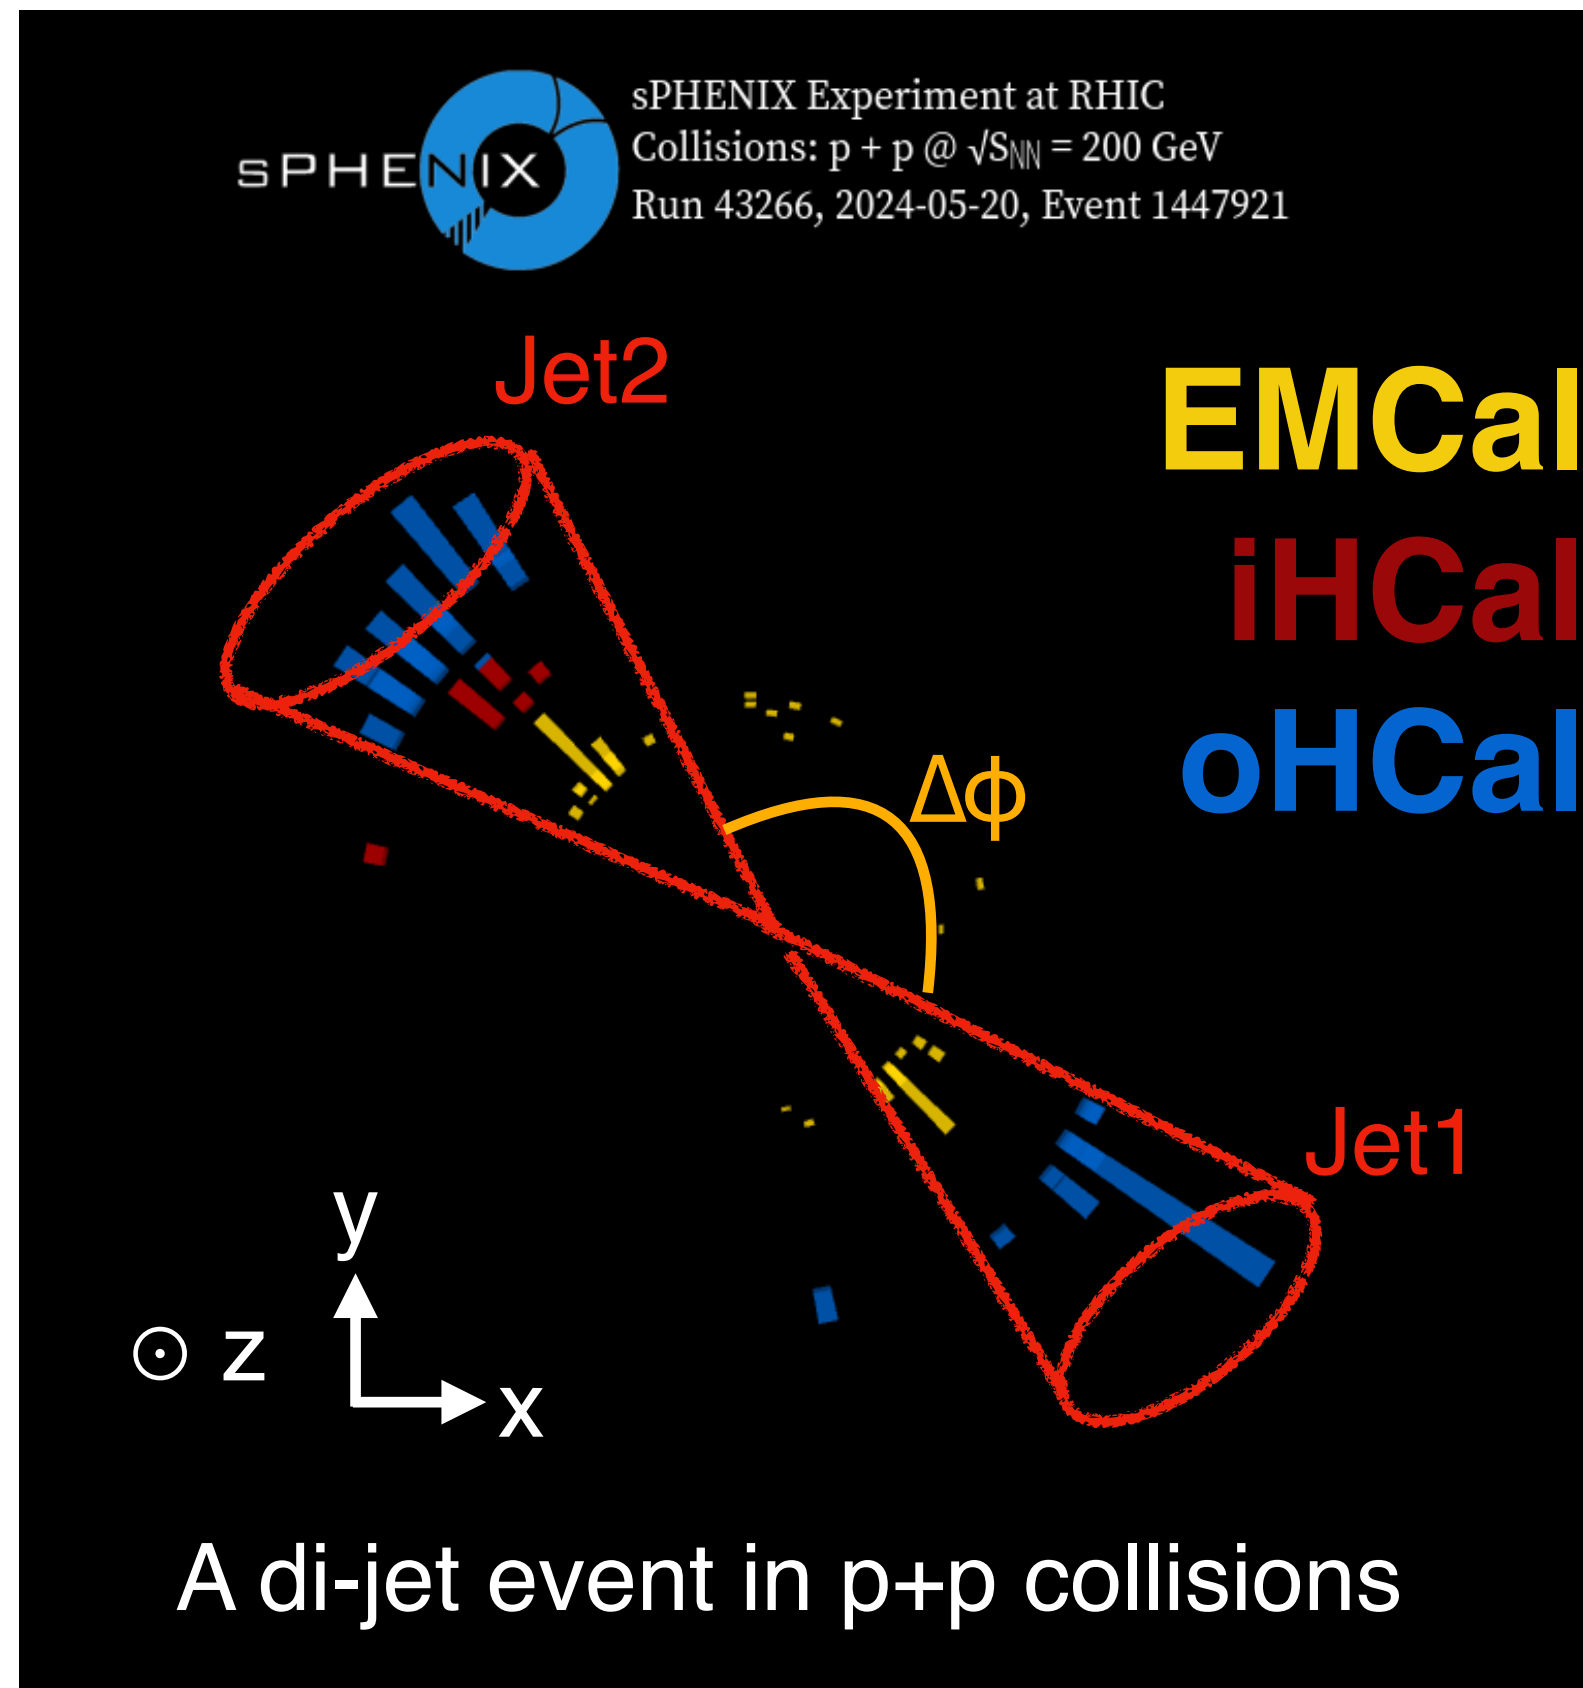 sPHENIX
sPHENIX Experiment at RHIC
Collisions: p + p @ √SNN = 200 GeV
Run 43266, 2024-05-20, Event 1447921
Jet2
EMCal
iHCal
oHCal
Δϕ
Jet1
y
z
x
A di-jet event in p+p collisions